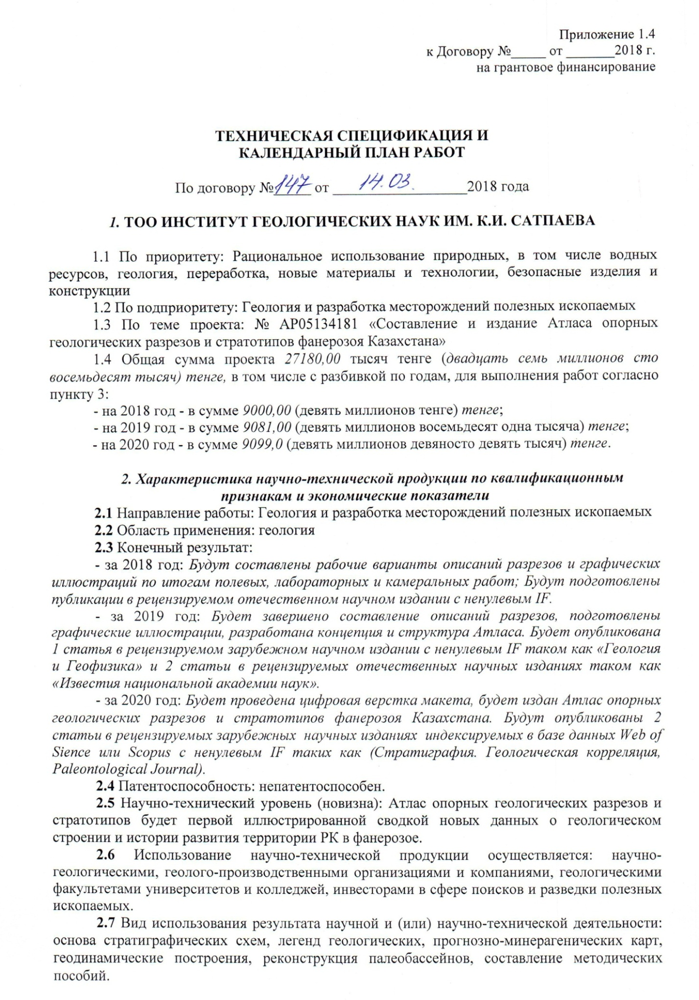 Приложение 1.4
к Договору №_____ от _______2018 г.
на грантовое финансирование
ТЕХНИЧЕСКАЯ СПЕЦИФИКАЦИЯ И
КАЛЕНДАРНЫЙ ПЛАН РАБОТ
По договору №147 от 14.03. 2018 года
1. ТОО ИНСТИТУТ ГЕОЛОГИЧЕСКИХ НАУК ИМ. К.И. САТПАЕВА
1.1 По приоритету: Рациональное использование природных, в том числе водных
ресурсов, геология, переработка, новые материалы и технологии, безопасные изделия и
конструкции
1.2 По подприоритету: Геология и разработка месторождений полезных ископаемых
1.3 По теме проекта: № АР05134181 «Составление и издание Атласа опорных
геологических разрезов и стратотипов фанерозоя Казахстана»
1.4 Общая сумма проекта 27180,00 тысяч тенге (двадцать семь миллионов сто
восемьдесят тысяч) тенге, в том числе с разбивкой по годам, для выполнения работ согласно
пункту 3:
- на 2018 год - в сумме 9000,00 (девять миллионов тенге) тенге;
- на 2019 год - в сумме 9081,00 (девять миллионов восемьдесят одна тысяча) тенге;
- на 2020 год - в сумме 9099,0 (девять миллионов девяносто девять тысяч) тенге.
2. Характеристика научно-технической продукции по квалификационным
признакам и экономические показатели
2.1 Направление работы: Геология и разработка месторождений полезных ископаемых
2.2 Область применения: геология
2.3 Конечный результат:
- за 2018 год: Будут составлены рабочие варианты описаний разрезов и графических
иллюстраций по итогам полевых, лабораторных и камеральных работ; Будут подготовлены
публикации в рецензируемом отечественном научном издании с ненулевым IF.
- за 2019 год: Будет завершено составление описаний разрезов, подготовлены
графические иллюстрации, разработана концепция и структура Атласа. Будет опубликована
1 статья в рецензируемом зарубежном научном издании с ненулевым IF таком как «Геология
и Геофизика» и 2 статьи в рецензируемых отечественных научных изданиях таком как
«Известия национальной академии наук».
- за 2020 год: Будет проведена цифровая верстка макета, будет издан Атлас опорных
геологических разрезов и стратотипов фанерозоя Казахстана. Будут опубликованы 2
статьи в рецензируемых зарубежных научных изданиях индексируемых в базе данных Web of
Sience или Scopus с ненулевым IF таких как (Стратиграфия. Геологическая корреляция,
Paleontological Journal).
2.4 Патентоспособность: непатентоспособен.
2.5 Научно-технический уровень (новизна): Атлас опорных геологических разрезов и
стратотипов будет первой иллюстрированной сводкой новых данных о геологическом
строении и истории развития территории РК в фанерозое.
2.6 Использование научно-технической продукции осуществляется: научно-
геологическими, геолого-производственными организациями и компаниями, геологическими
факультетами университетов и колледжей, инвесторами в сфере поисков и разведки полезных
ископаемых.
2.7 Вид использования результата научной и (или) научно-технической деятельности:
основа стратиграфических схем, легенд геологических, прогнозно-минерагенических карт,
геодинамические построения, реконструкция палеобассейнов, составление методических
пособий.